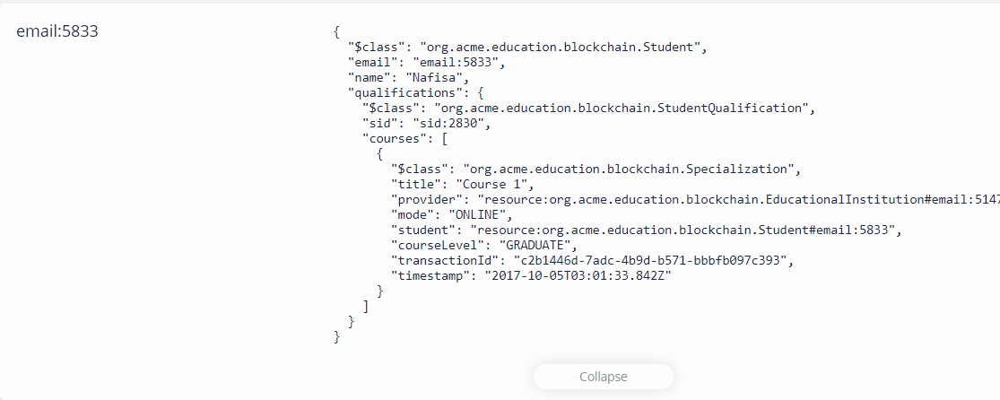 email:5833
{
"$class": "org.acme.education.blockchain.Student",
"email": "email:5833",
"name": "Nafisa",
"qualifications": {
"$class": "org.acme.education.blockchain.StudentQualification",
"sid": "sid:2830",
"courses": [
{
"$class": "org.acme.education.blockchain.Specialization",
"title": "Course 1",
"provider": "resource:org.acme.education.blockchain.EducationalInstitution#email:5147
"mode": "ONLINE",
"student": "resource:org.acme.education.blockchain.Student#email:5833",
"courseLevel": "GRADUATE",
"transactionId": "c2b1446d-7adc-4b9d-b571-bbbfb097c393",
"timestamp": "2017-10-05T03:01:33.842Z"
}
]
}
}
Collapse